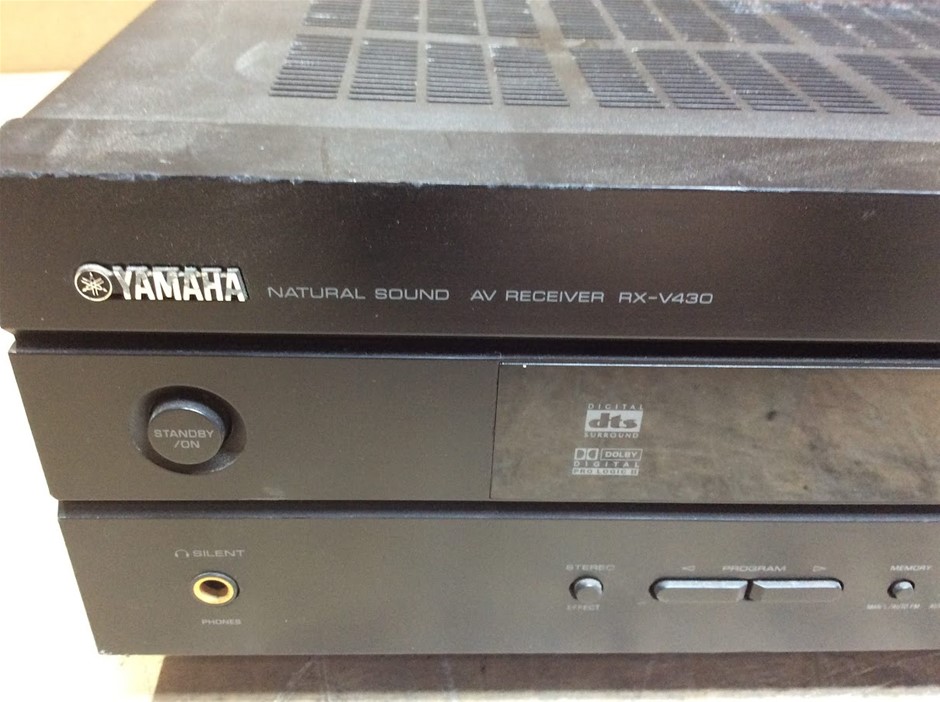 YAMAHA NATURAL SOUND AV RECEIVER RX-V430
STANDBY
/ON
DIGITAL
dts
SURROUND
DOLBY
DIGITAL
PRO LOGIC II
SILENT
PHONES
STEREO
EFFECT
PROGRAM
MEMORY